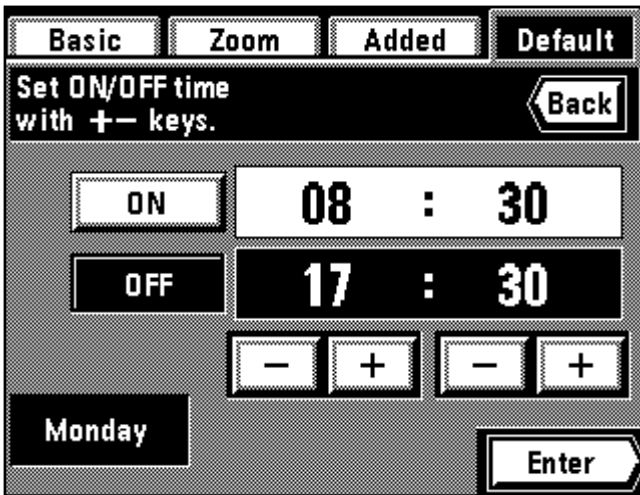 Basic Zoom Added Default
Set ON/OFF time
with +− keys.
Back
ON 08 : 30
OFF 17 : 30
− + − +
Monday
Enter